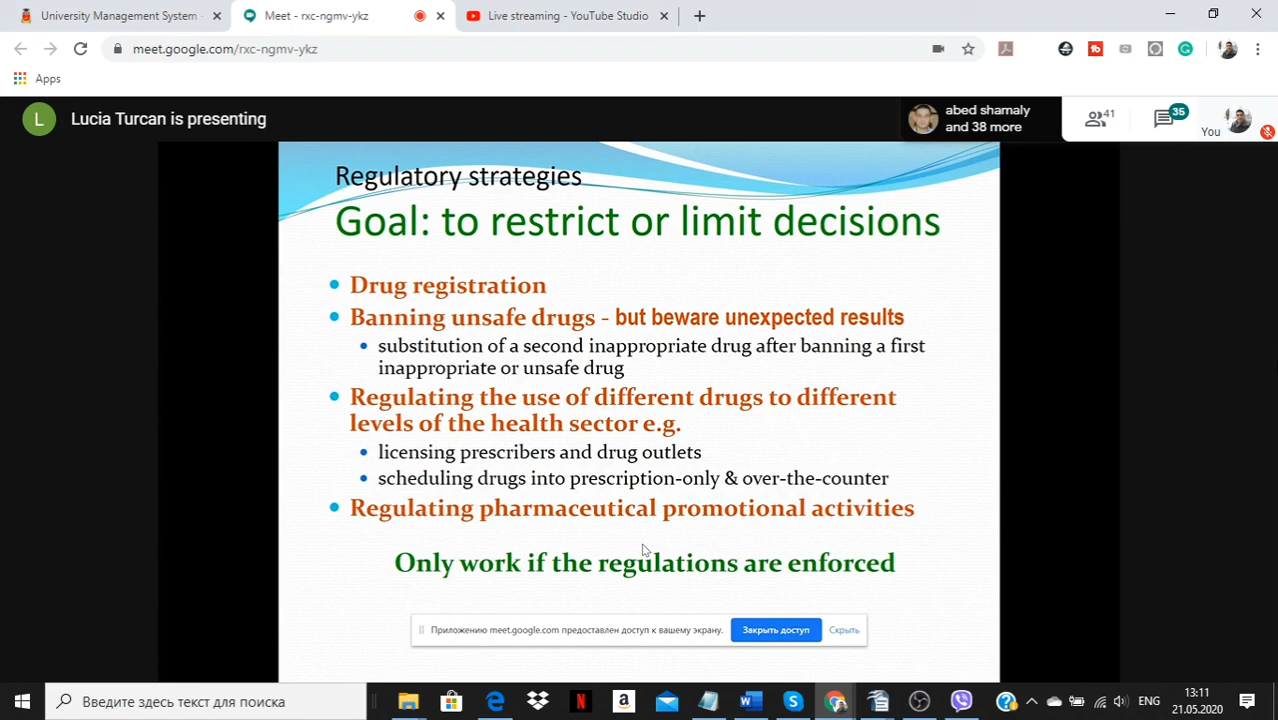 University Management System -
Meet - rxc-ngmv-ykz
Live streaming - YouTube Studio
meet.google.com/rxc-ngmv-ykz
Apps
L
Lucia Turcan is presenting
abed shamaly
and 38 more
41
35
You
Regulatory strategies
Goal: to restrict or limit decisions
Drug registration
Banning unsafe drugs - but beware unexpected results
substitution of a second inappropriate drug after banning a first
inappropriate or unsafe drug
Regulating the use of different drugs to different
levels of the health sector e.g.
licensing prescribers and drug outlets
scheduling drugs into prescription-only & over-the-counter
Regulating pharmaceutical promotional activities
Only work if the regulations are enforced
Приложению meet.google.com предоставлен доступ к вашему экрану.
Закрыть доступ
Скрыть
Введите здесь текст для поиска
ENG
13:11
21.05.2020